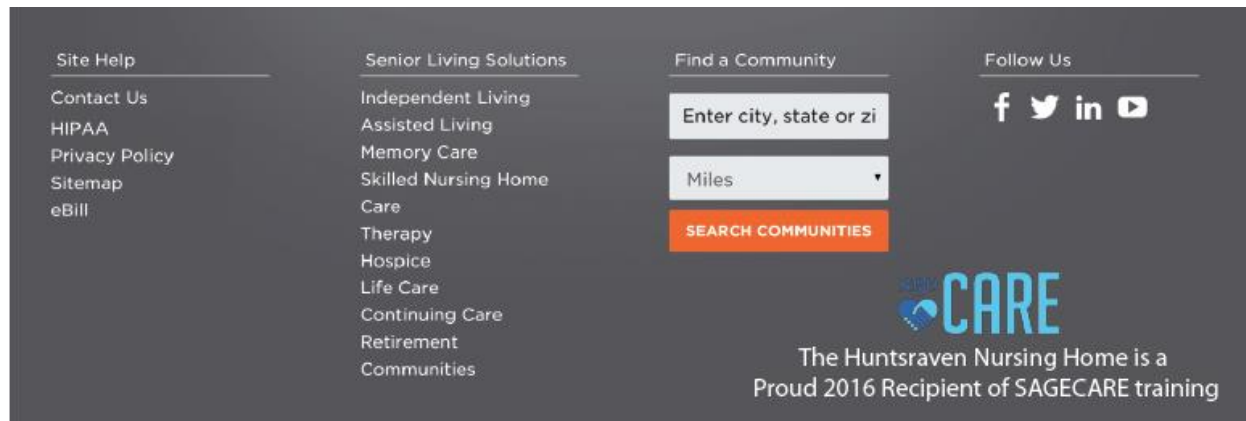 Site Help
Contact Us
HIPAA
Privacy Policy
Sitemap
eBill
Senior Living Solutions
Independent Living
Assisted Living
Memory Care
Skilled Nursing Home
Care
Therapy
Hospice
Life Care
Continuing Care
Retirement
Communities
Find a Community
Enter city, state or zi
Miles
SEARCH COMMUNITIES
Follow Us
f in
CARE
The Huntsraven Nursing Home is a
Proud 2016 Recipient of SAGECARE training